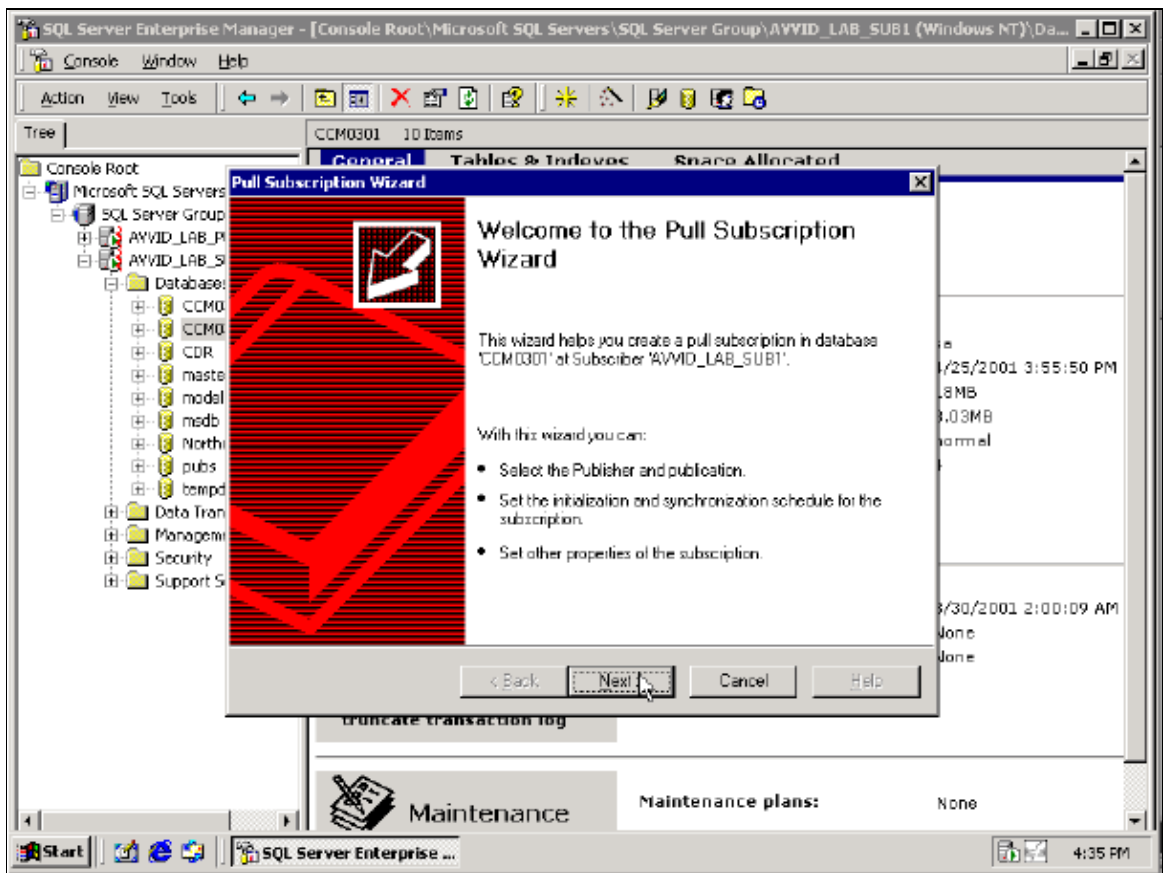 SQL Server Enterprise Manager - [Console Root\Microsoft SQL Servers\SQL Server Group\AVVID_LAB_SUB1 (Windows NT)\Da...
Console Window Help
Action View Tools
Tree
CCM0301 10 Items
Console Root
Microsoft SQL Servers
SQL Server Group
AVVID_LAB_P
AVVID_LAB_S
Databases
CCM0
CCM0
CDR
maste
model
msdb
North
pubs
tempd
Data Tran
Managem
Security
Support S
General Tables & Indexes Space Allocated
Pull Subscription Wizard
Welcome to the Pull Subscription
Wizard
This wizard helps you create a pull subscription in database
'CCM0301' at Subscriber 'AVVID_LAB_SUB1'.
With this wizard you can:
• Select the Publisher and publication.
• Set the initialization and synchronization schedule for the
subscription.
• Set other properties of the subscription.
< Back Next > Cancel Help
/25/2001 3:55:50 PM
.8MB
.03MB
ormal
/30/2001 2:00:09 AM
None
None
truncate transaction log
Maintenance
Maintenance plans: None
Start
SQL Server Enterprise ...
4:35 PM